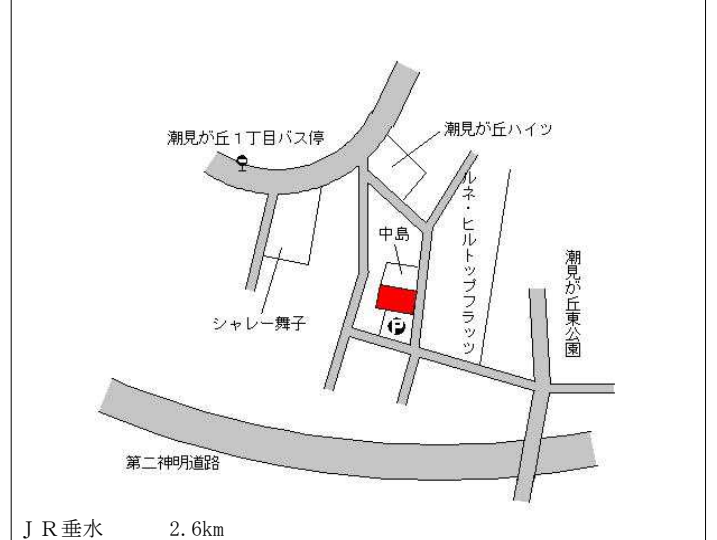 潮見が丘1丁目バス停
潮見が丘ハイツ
ルネ・ヒルトップフラッツ
中島
潮見が丘東公園
シャレー舞子
P
第二神明道路
JR垂水 2.6km